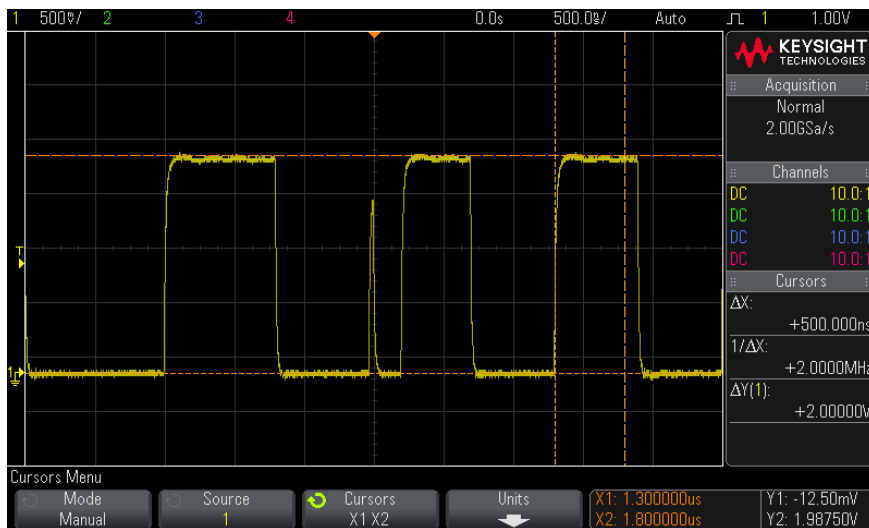 1 500mV/ 2 3 4 0.0s 500.0ns/ Auto 1 1.00V
KEYSIGHT
TECHNOLOGIES
Acquisition
Normal
2.00GSa/s
Channels
DC 10.0:1
DC 10.0:1
DC 10.0:1
DC 10.0:1
Cursors
ΔX:
+500.000ns
1/ΔX:
+2.0000MHz
ΔY(1):
+2.00000V
T
1
Cursors Menu
Mode
Manual
Source
1
Cursors
X1 X2
Units
X1: 1.300000us
X2: 1.800000us
Y1: -12.50mV
Y2: 1.98750V